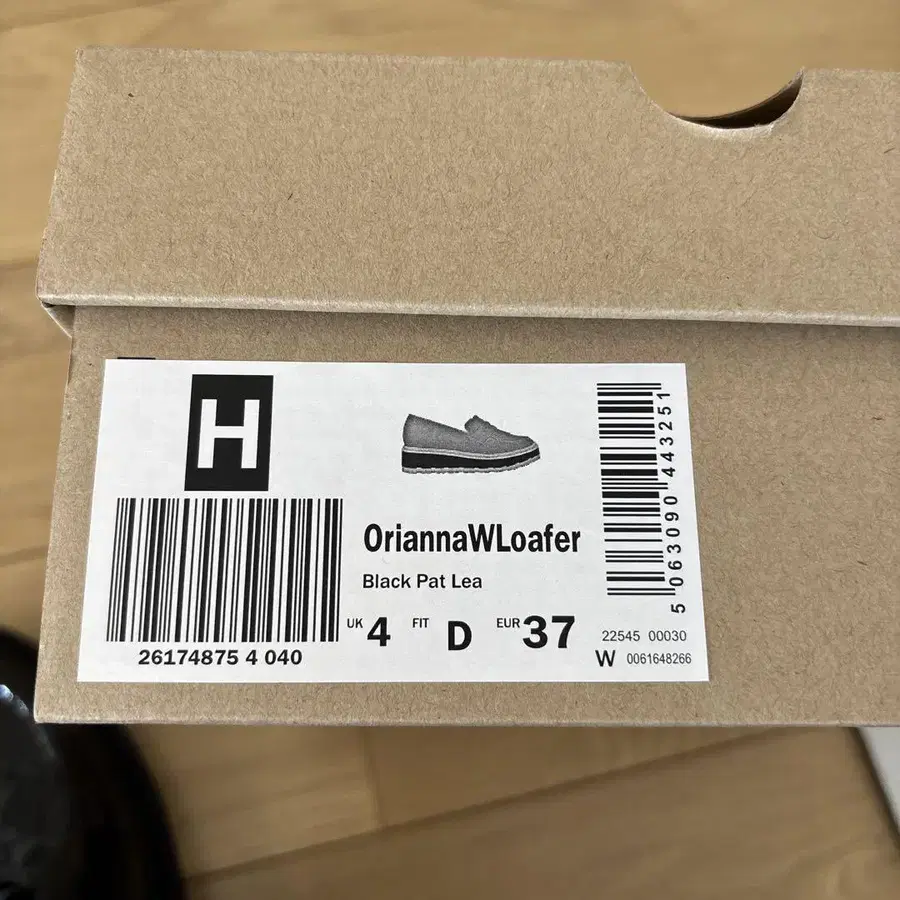 H
OriannaWLoafer
Black Pat Lea
UK 4 FIT D EUR 37
26174875 4 040
5 063090 443251
22545 00030
W 0061648266